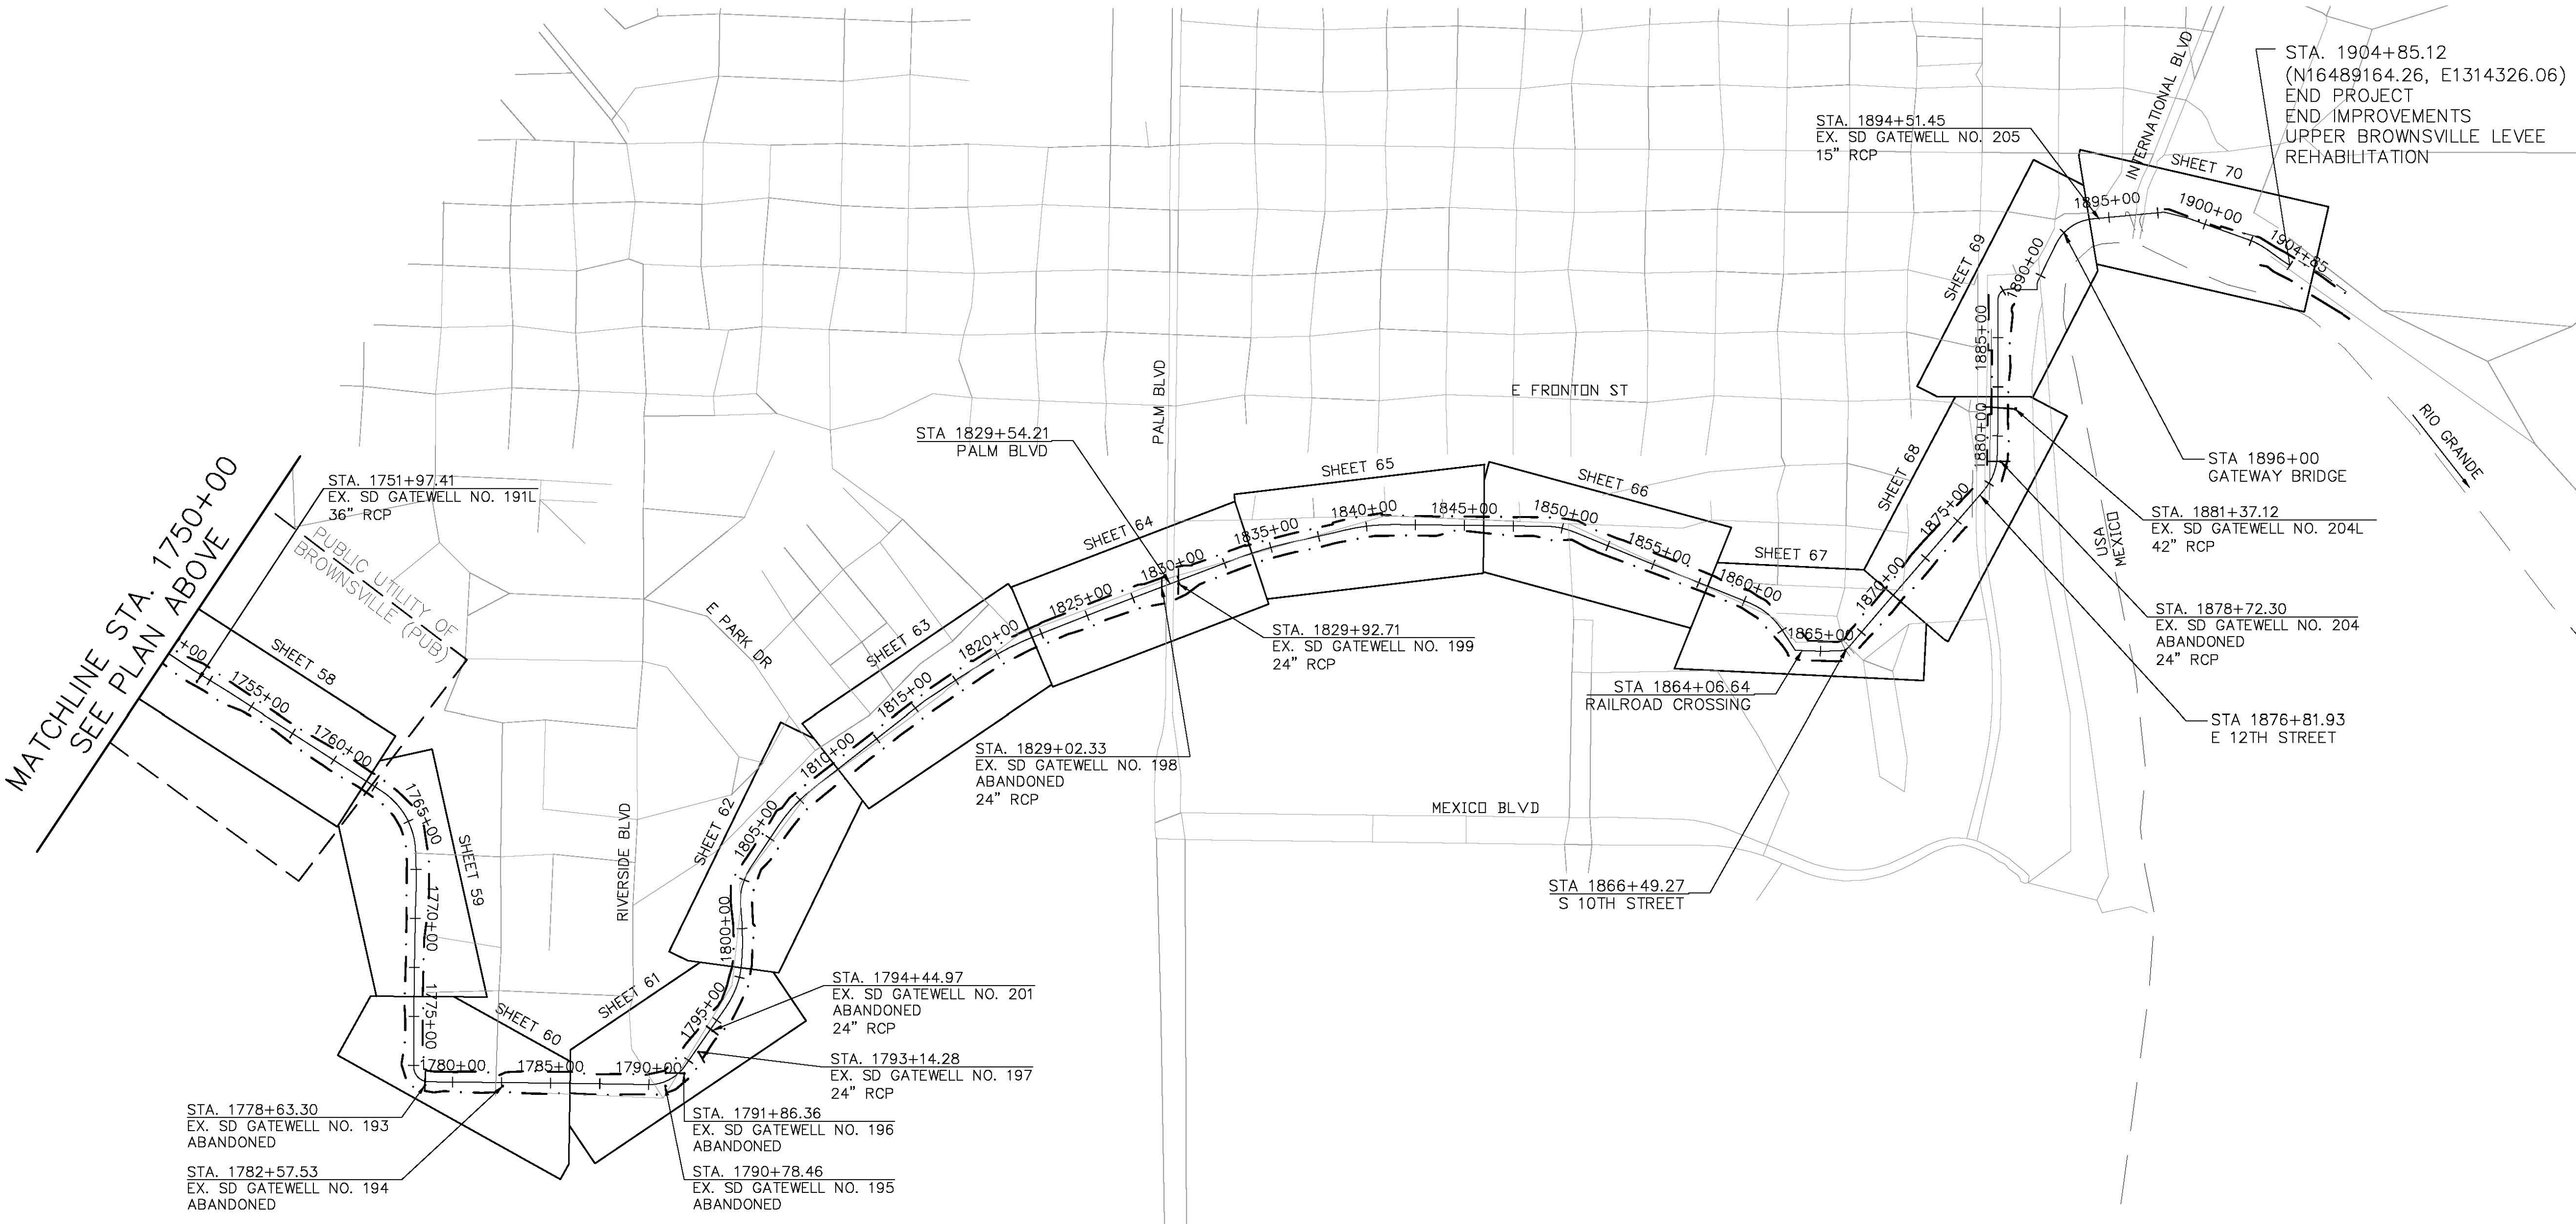 MATCHLINE STA. 1750+00
SEE PLAN ABOVE
STA. 1751+97.41
EX. SD GATEWELL NO. 191L
36" RCP
PUBLIC UTILITY OF
BROWNSVILLE (PUB)
SHEET 58
+00
1755+00
1760+00
1765+00
SHEET 59
1770+00
1775+00
SHEET 60
1780+00
1785+00
1790+00
SHEET 61
1795+00
RIVERSIDE BLVD
STA. 1778+63.30
EX. SD GATEWELL NO. 193
ABANDONED
STA. 1782+57.53
EX. SD GATEWELL NO. 194
ABANDONED
STA. 1794+44.97
EX. SD GATEWELL NO. 201
ABANDONED
24" RCP
STA. 1793+14.28
EX. SD GATEWELL NO. 197
24" RCP
STA. 1791+86.36
EX. SD GATEWELL NO. 196
ABANDONED
STA. 1790+78.46
EX. SD GATEWELL NO. 195
ABANDONED
1800+00
SHEET 62
1805+00
1810+00
E PARK DR
SHEET 63
1815+00
1820+00
SHEET 64
1825+00
1830+00
STA 1829+54.21
PALM BLVD
PALM BLVD
STA. 1829+02.33
EX. SD GATEWELL NO. 198
ABANDONED
24" RCP
STA. 1829+92.71
EX. SD GATEWELL NO. 199
24" RCP
SHEET 65
1835+00
1840+00
1845+00
E FRONTON ST
SHEET 66
1850+00
1855+00
SHEET 67
1860+00
1865+00
STA 1864+06.64
RAILROAD CROSSING
MEXICO BLVD
STA 1866+49.27
S 10TH STREET
SHEET 68
1870+00
1875+00
1880+00
SHEET 69
1885+00
1890+00
STA. 1894+51.45
EX. SD GATEWELL NO. 205
15" RCP
INTERNATIONAL BLVD
SHEET 70
1895+00
1900+00
1904+85
STA. 1904+85.12
(N16489164.26, E1314326.06)
END PROJECT
END IMPROVEMENTS
UPPER BROWNSVILLE LEVEE
REHABILITATION
RIO GRANDE
STA 1896+00
GATEWAY BRIDGE
USA
MEXICO
STA. 1881+37.12
EX. SD GATEWELL NO. 204L
42" RCP
STA. 1878+72.30
EX. SD GATEWELL NO. 204
ABANDONED
24" RCP
STA 1876+81.93
E 12TH STREET